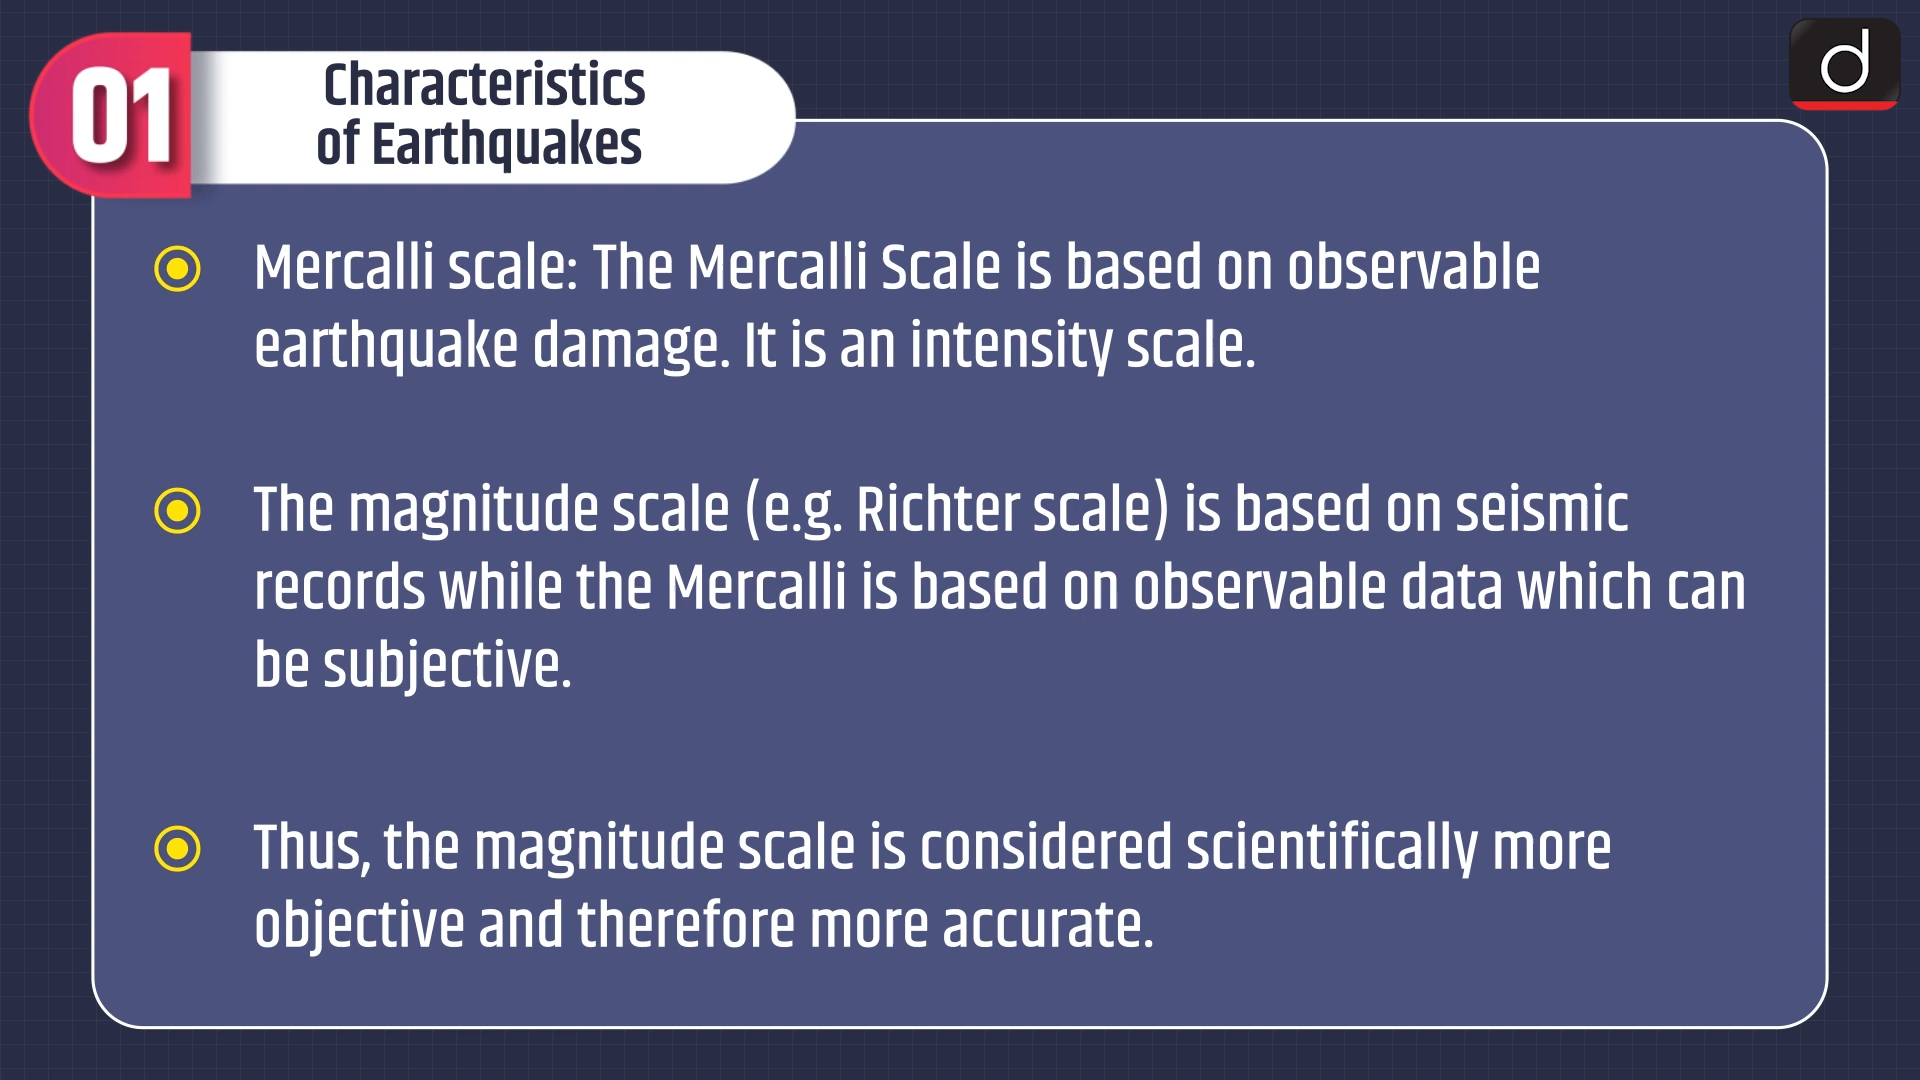 01
Characteristics
of Earthquakes
d
Mercalli scale: The Mercalli Scale is based on observable
earthquake damage. It is an intensity scale.
The magnitude scale (e.g. Richter scale) is based on seismic
records while the Mercalli is based on observable data which can
be subjective.
Thus, the magnitude scale is considered scientifically more
objective and therefore more accurate.